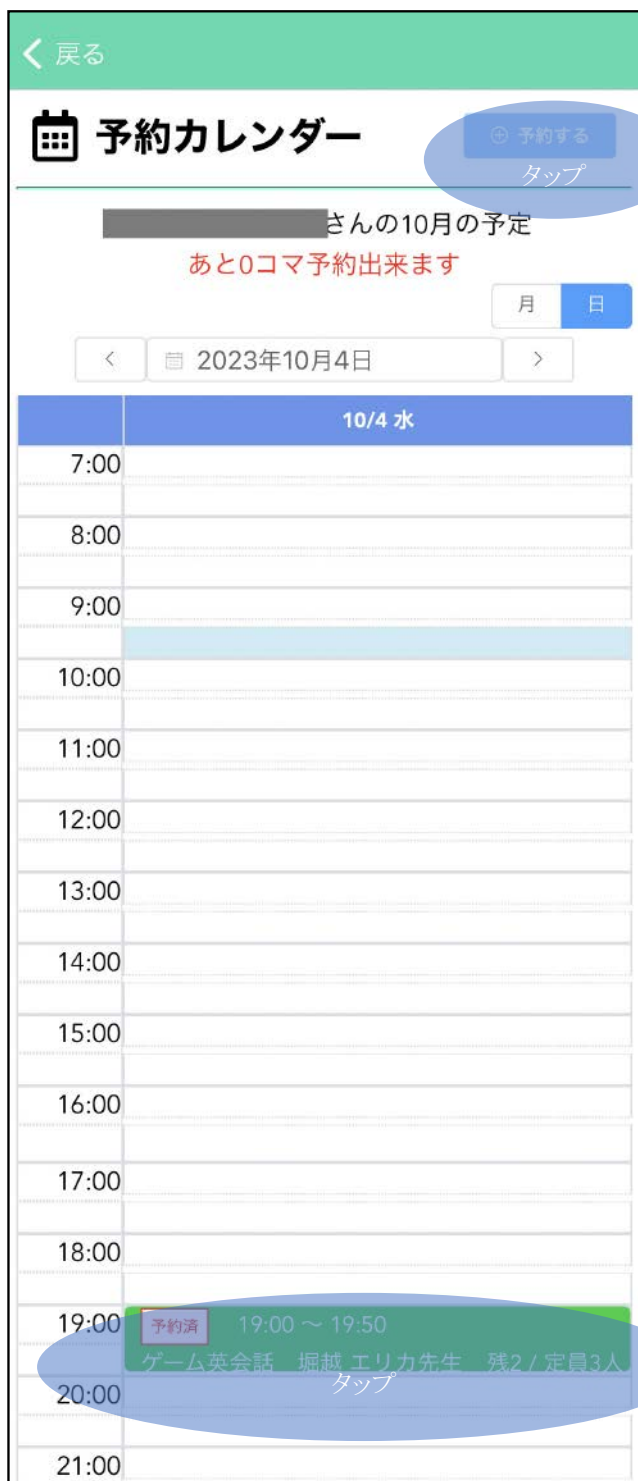 戻る
予約カレンダー
予約する
タップ
さんの10月の予定
あと0コマ予約出来ます
月 日
2023年10月4日
10/4 水
7:00
8:00
9:00
10:00
11:00
12:00
13:00
14:00
15:00
16:00
17:00
18:00
19:00 予約済 19:00 ～ 19:50
ゲーム英会話 堀越 エリカ先生 残2 / 定員3人
タップ
20:00
21:00